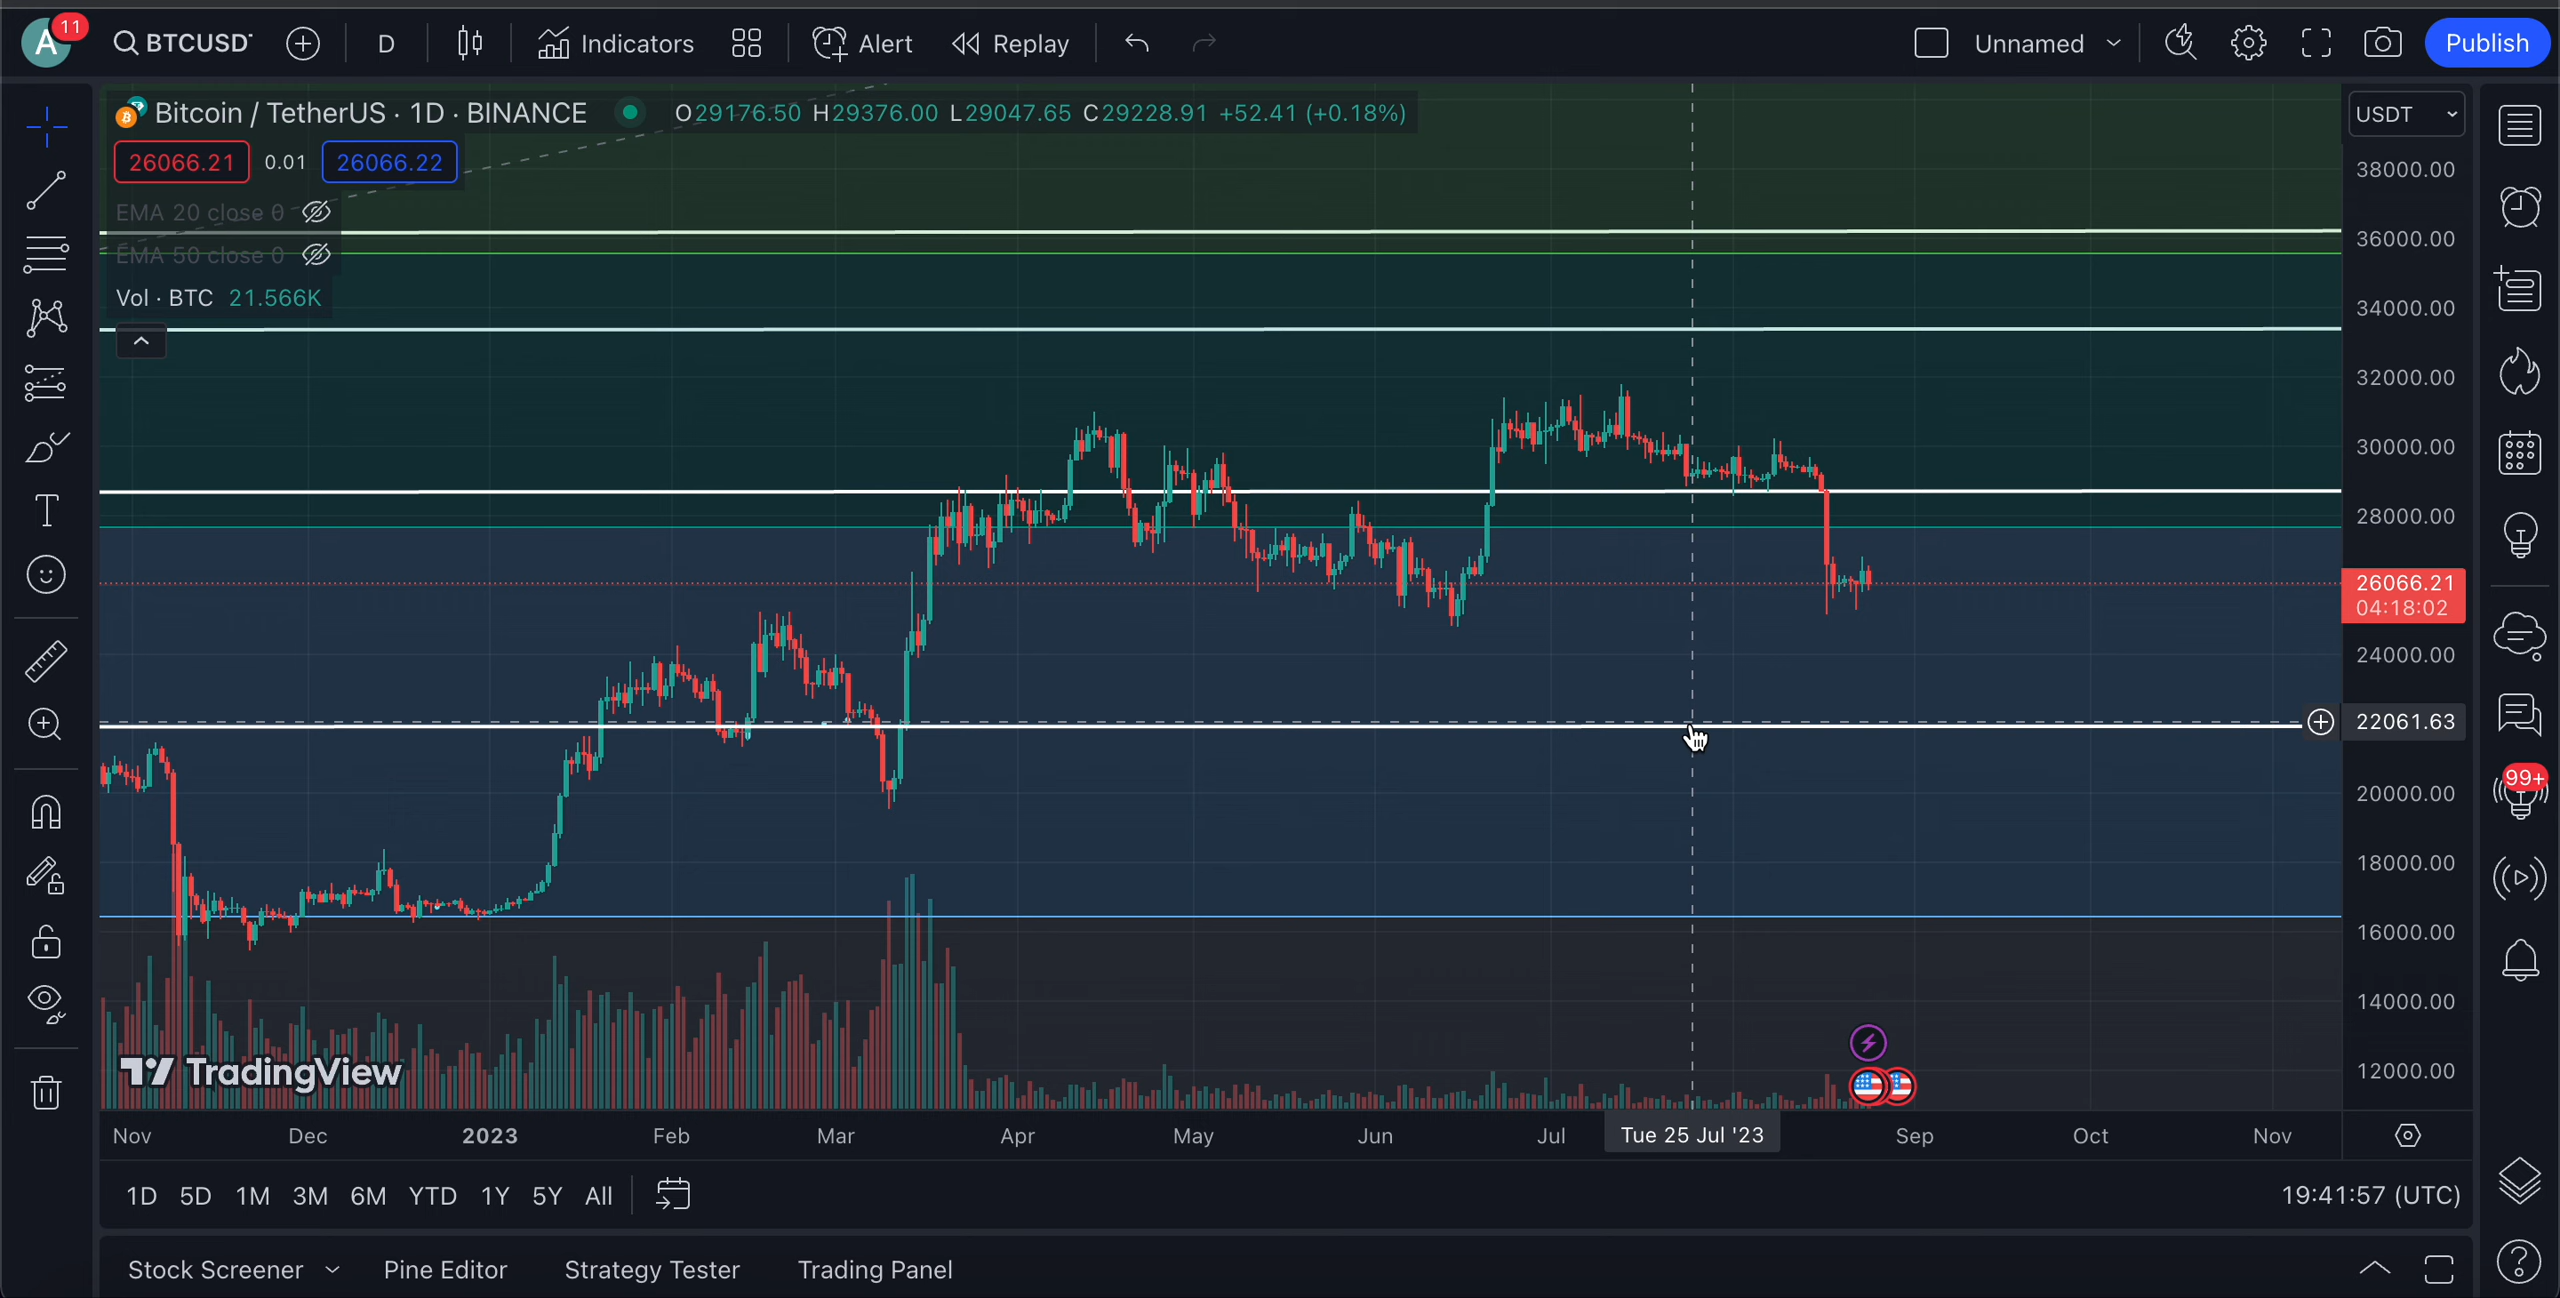 A 11 BTCUSDT D Indicators Alert Replay Unnamed Publish
Bitcoin / TetherUS · 1D · BINANCE O29176.50 H29376.00 L29047.65 C29228.91 +52.41 (+0.18%)
USDT
26066.21 0.01 26066.22
EMA 20 close 0
EMA 50 close 0
Vol · BTC 21.566K
38000.00
36000.00
34000.00
32000.00
30000.00
28000.00
26066.21
04:18:02
24000.00
22061.63
20000.00
18000.00
16000.00
14000.00
12000.00
99+
TradingView
Nov Dec 2023 Feb Mar Apr May Jun Jul Tue 25 Jul '23 Sep Oct Nov
1D 5D 1M 3M 6M YTD 1Y 5Y All 19:41:57 (UTC)
Stock Screener Pine Editor Strategy Tester Trading Panel